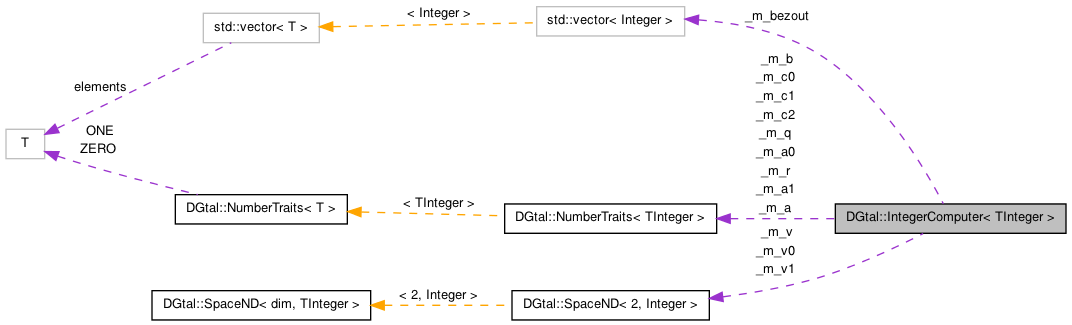 std::vector< T >
< Integer >
std::vector< Integer >
_m_bezout
elements
T
ONE
ZERO
_m_b
_m_c0
_m_c1
_m_c2
_m_q
_m_a0
_m_r
_m_a1
_m_a
DGtal::NumberTraits< T >
< TInteger >
DGtal::NumberTraits< TInteger >
DGtal::IntegerComputer< TInteger >
_m_v
_m_v0
_m_v1
DGtal::SpaceND< dim, TInteger >
< 2, Integer >
DGtal::SpaceND< 2, Integer >